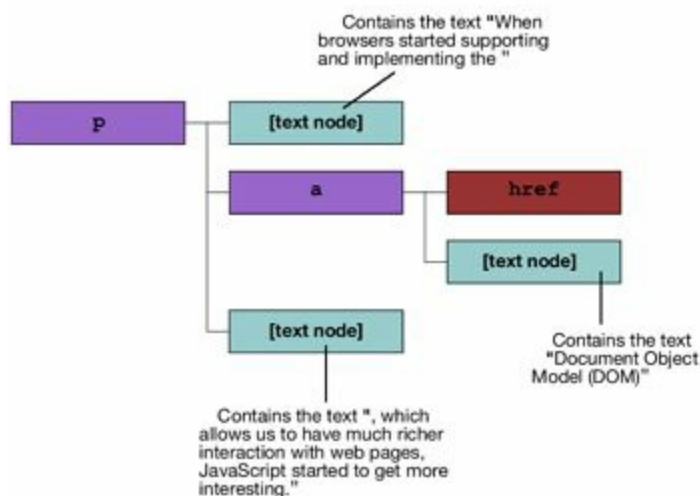 Contains the text "When
browsers started supporting
and implementing the "
p
[text node]
a
href
[text node]
[text node]
Contains the text
"Document Object
Model (DOM)"
Contains the text ", which
allows us to have much richer
interaction with web pages,
JavaScript started to get more
interesting."